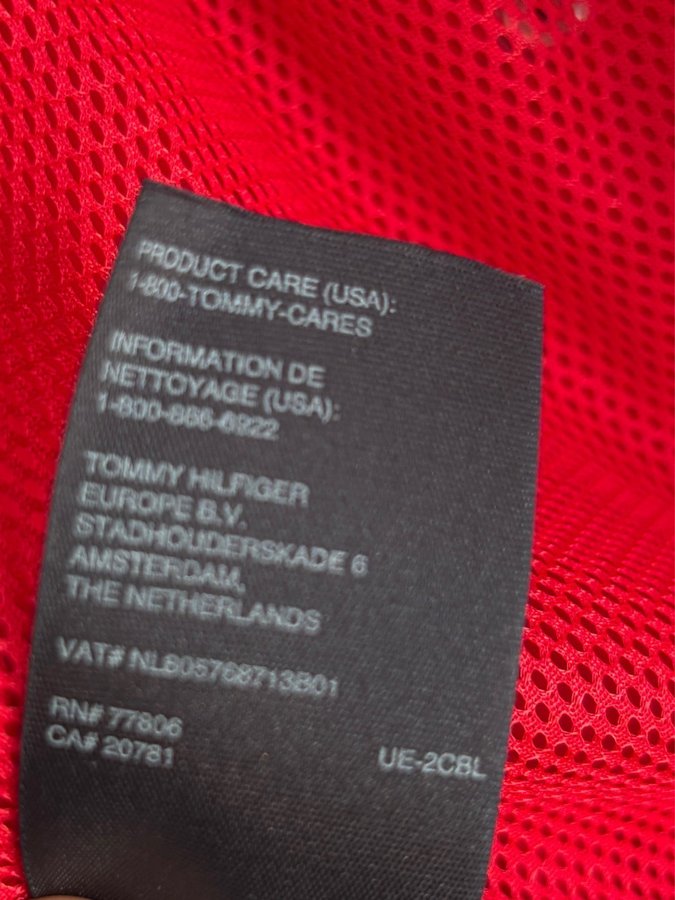 PRODUCT CARE (USA):
1-800-TOMMY-CARES
INFORMATION DE
NETTOYAGE (USA):
1-800-866-6922
TOMMY HILFIGER
EUROPE B.V.
STADHOUDERSKADE 6
AMSTERDAM,
THE NETHERLANDS
VAT# NL805768713B01
RN# 77806
CA# 20781
UE-2CBL